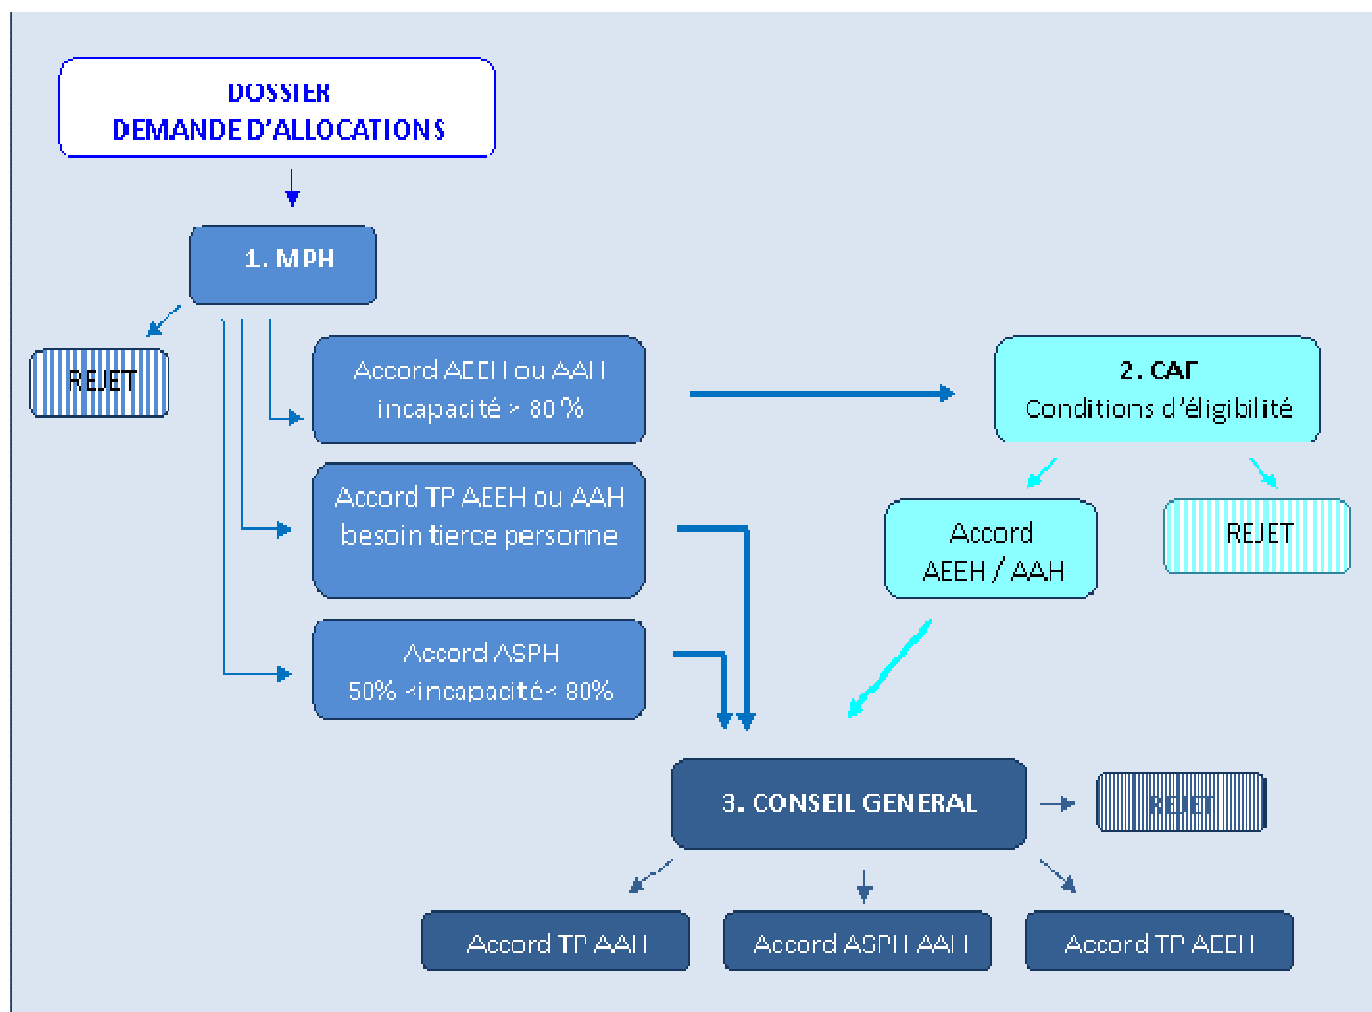 DOSSIER
DEMANDE D'ALLOCATIONS
1. MPH
REJET
Accord AEEH ou AAH
incapacité > 80 %
2. CAF
Conditions d'éligibilité
Accord TP AEEH ou AAH
besoin tierce personne
Accord
AEEH / AAH
REJET
Accord ASPH
50% <incapacité< 80%
3. CONSEIL GENERAL
REJET
Accord TP AAH
Accord ASPH AAH
Accord TP AEEH